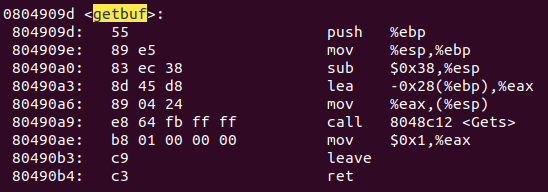 0804909d <getbuf>:
804909d: 55 push %ebp
804909e: 89 e5 mov %esp,%ebp
80490a0: 83 ec 38 sub $0x38,%esp
80490a3: 8d 45 d8 lea -0x28(%ebp),%eax
80490a6: 89 04 24 mov %eax,(%esp)
80490a9: e8 64 fb ff ff call 8048c12 <Gets>
80490ae: b8 01 00 00 00 mov $0x1,%eax
80490b3: c9 leave
80490b4: c3 ret